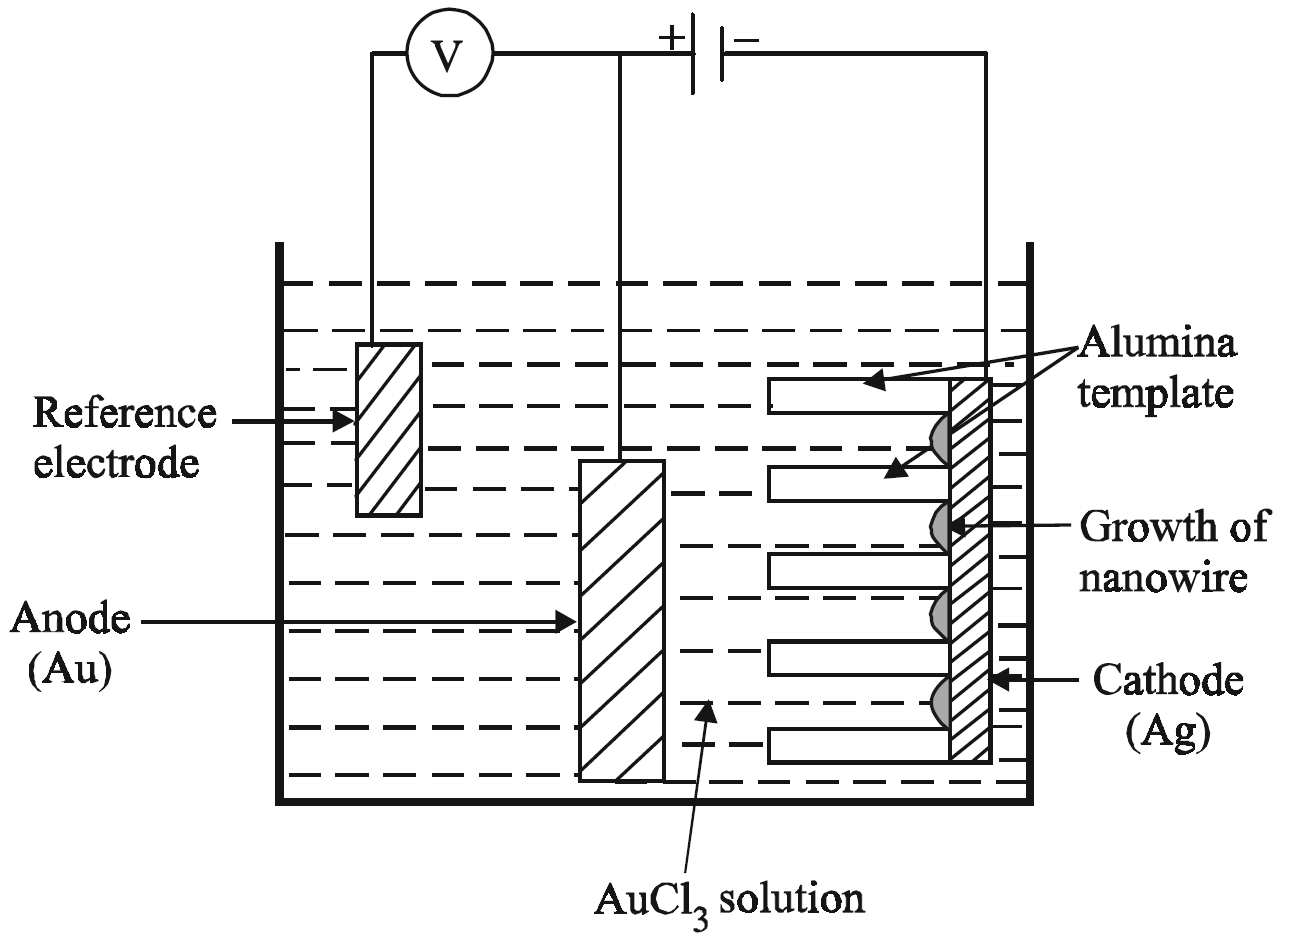 V
+
−
Alumina
template
Reference
electrode
Growth of
nanowire
Anode
(Au)
Cathode
(Ag)
AuCl₃ solution